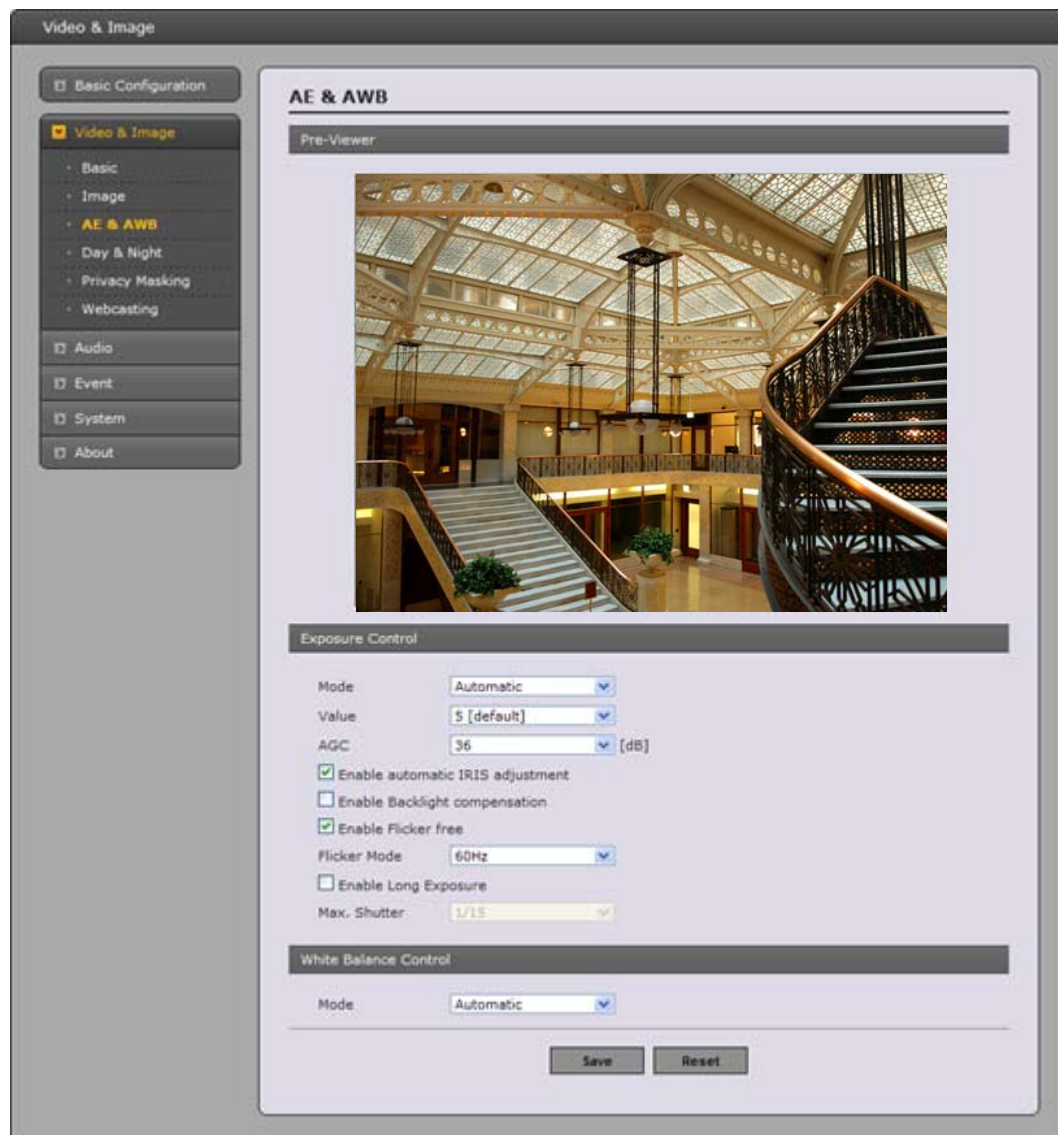 Video & Image
Basic Configuration
Video & Image
Basic
Image
AE & AWB
Day & Night
Privacy Masking
Webcasting
Audio
Event
System
About
AE & AWB
Pre-Viewer
Exposure Control
Mode Automatic
Value 5 [default]
AGC 36 [dB]
Enable automatic IRIS adjustment
Enable Backlight compensation
Enable Flicker free
Flicker Mode 60Hz
Enable Long Exposure
Max. Shutter 1/15
White Balance Control
Mode Automatic
Save Reset